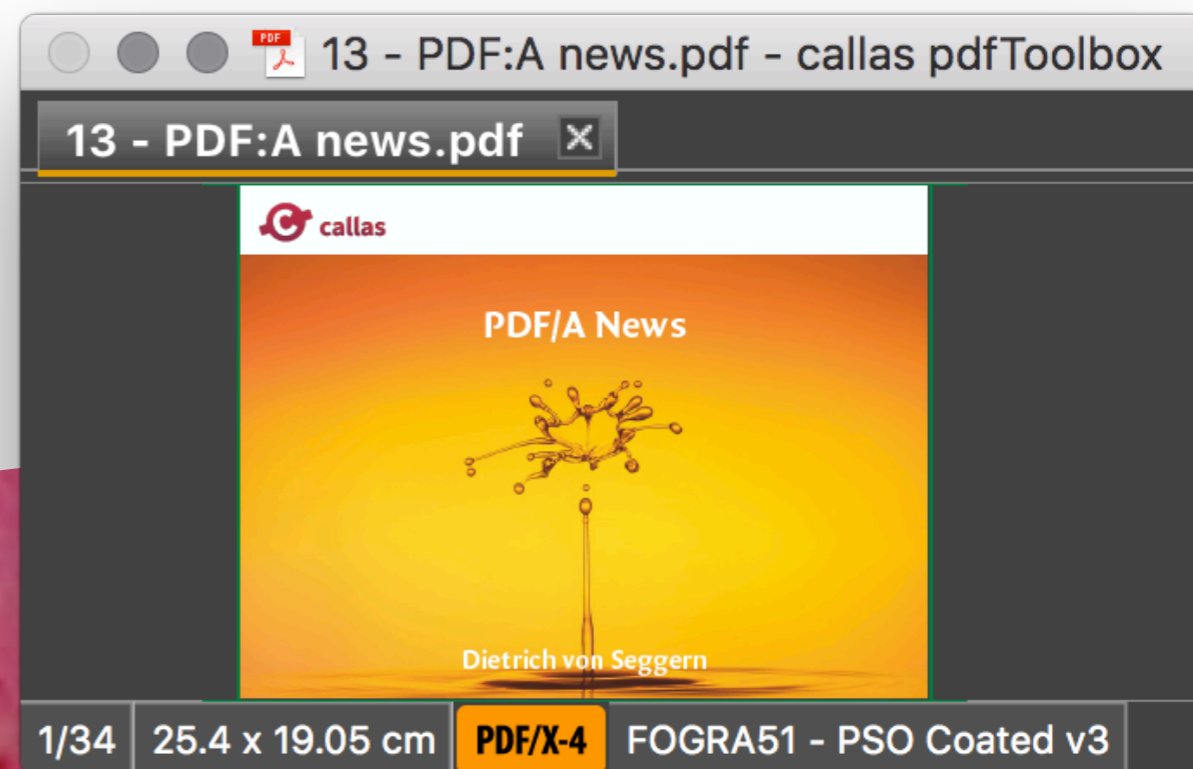 PDF
13 - PDF:A news.pdf - callas pdfToolbox
13 - PDF:A news.pdf
callas
PDF/A News
Dietrich von Seggern
1/34 25.4 x 19.05 cm PDF/X-4 FOGRA51 - PSO Coated v3